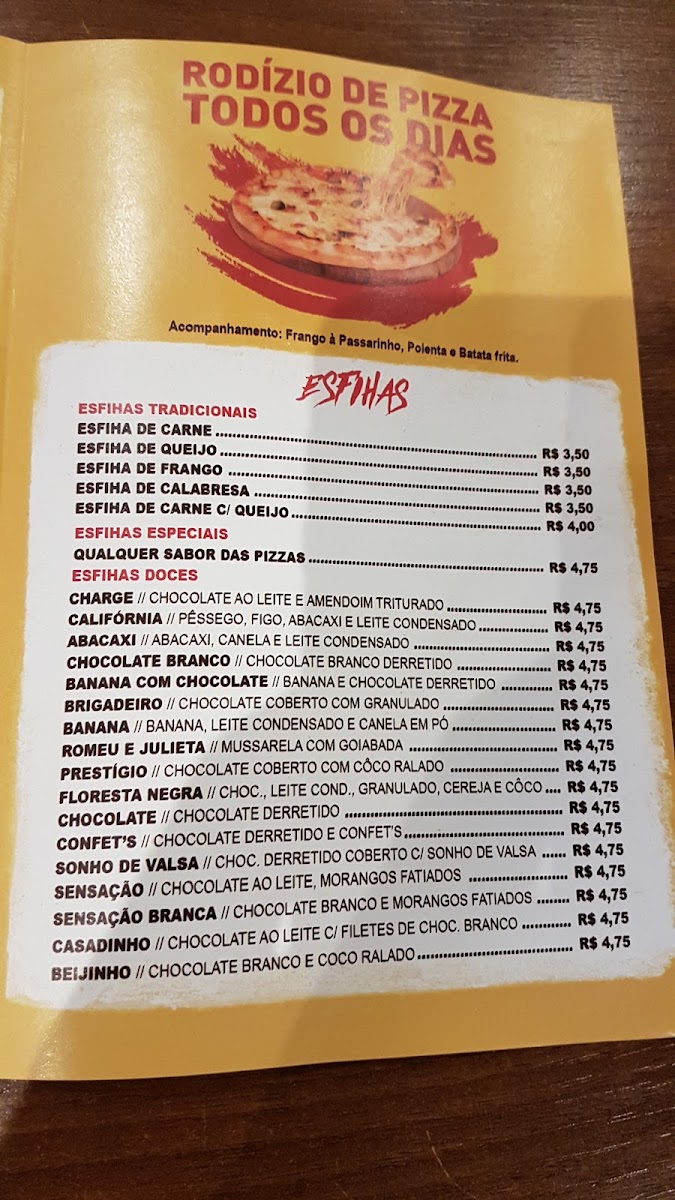 RODÍZIO DE PIZZA
TODOS OS DIAS
Acompanhamento: Frango à Passarinho, Polenta e Batata frita.
ESFIHAS
ESFIHAS TRADICIONAIS
ESFIHA DE CARNE ........ R$ 3,50
ESFIHA DE QUEIJO ........ R$ 3,50
ESFIHA DE FRANGO ........ R$ 3,50
ESFIHA DE CALABRESA ........ R$ 3,50
ESFIHA DE CARNE C/ QUEIJO ........ R$ 4,00
ESFIHAS ESPECIAIS
QUALQUER SABOR DAS PIZZAS ........ R$ 4,75
ESFIHAS DOCES
CHARGE // CHOCOLATE AO LEITE E AMENDOIM TRITURADO ........ R$ 4,75
CALIFÓRNIA // PÊSSEGO, FIGO, ABACAXI E LEITE CONDENSADO ........ R$ 4,75
ABACAXI // ABACAXI, CANELA E LEITE CONDENSADO ........ R$ 4,75
CHOCOLATE BRANCO // CHOCOLATE BRANCO DERRETIDO ........ R$ 4,75
BANANA COM CHOCOLATE // BANANA E CHOCOLATE DERRETIDO ........ R$ 4,75
BRIGADEIRO // CHOCOLATE COBERTO COM GRANULADO ........ R$ 4,75
BANANA // BANANA, LEITE CONDENSADO E CANELA EM PÓ ........ R$ 4,75
ROMEU E JULIETA // MUSSARELA COM GOIABADA ........ R$ 4,75
PRESTÍGIO // CHOCOLATE COBERTO COM CÔCO RALADO ........ R$ 4,75
FLORESTA NEGRA // CHOC., LEITE COND., GRANULADO, CEREJA E CÔCO .... R$ 4,75
CHOCOLATE // CHOCOLATE DERRETIDO ........ R$ 4,75
CONFET'S // CHOCOLATE DERRETIDO E CONFET'S ........ R$ 4,75
SONHO DE VALSA // CHOC. DERRETIDO COBERTO C/ SONHO DE VALSA ...... R$ 4,75
SENSAÇÃO // CHOCOLATE AO LEITE, MORANGOS FATIADOS ........ R$ 4,75
SENSAÇÃO BRANCA // CHOCOLATE BRANCO E MORANGOS FATIADOS ........ R$ 4,75
CASADINHO // CHOCOLATE AO LEITE C/ FILETES DE CHOC. BRANCO ........ R$ 4,75
BEIJINHO // CHOCOLATE BRANCO E COCO RALADO ........ R$ 4,75